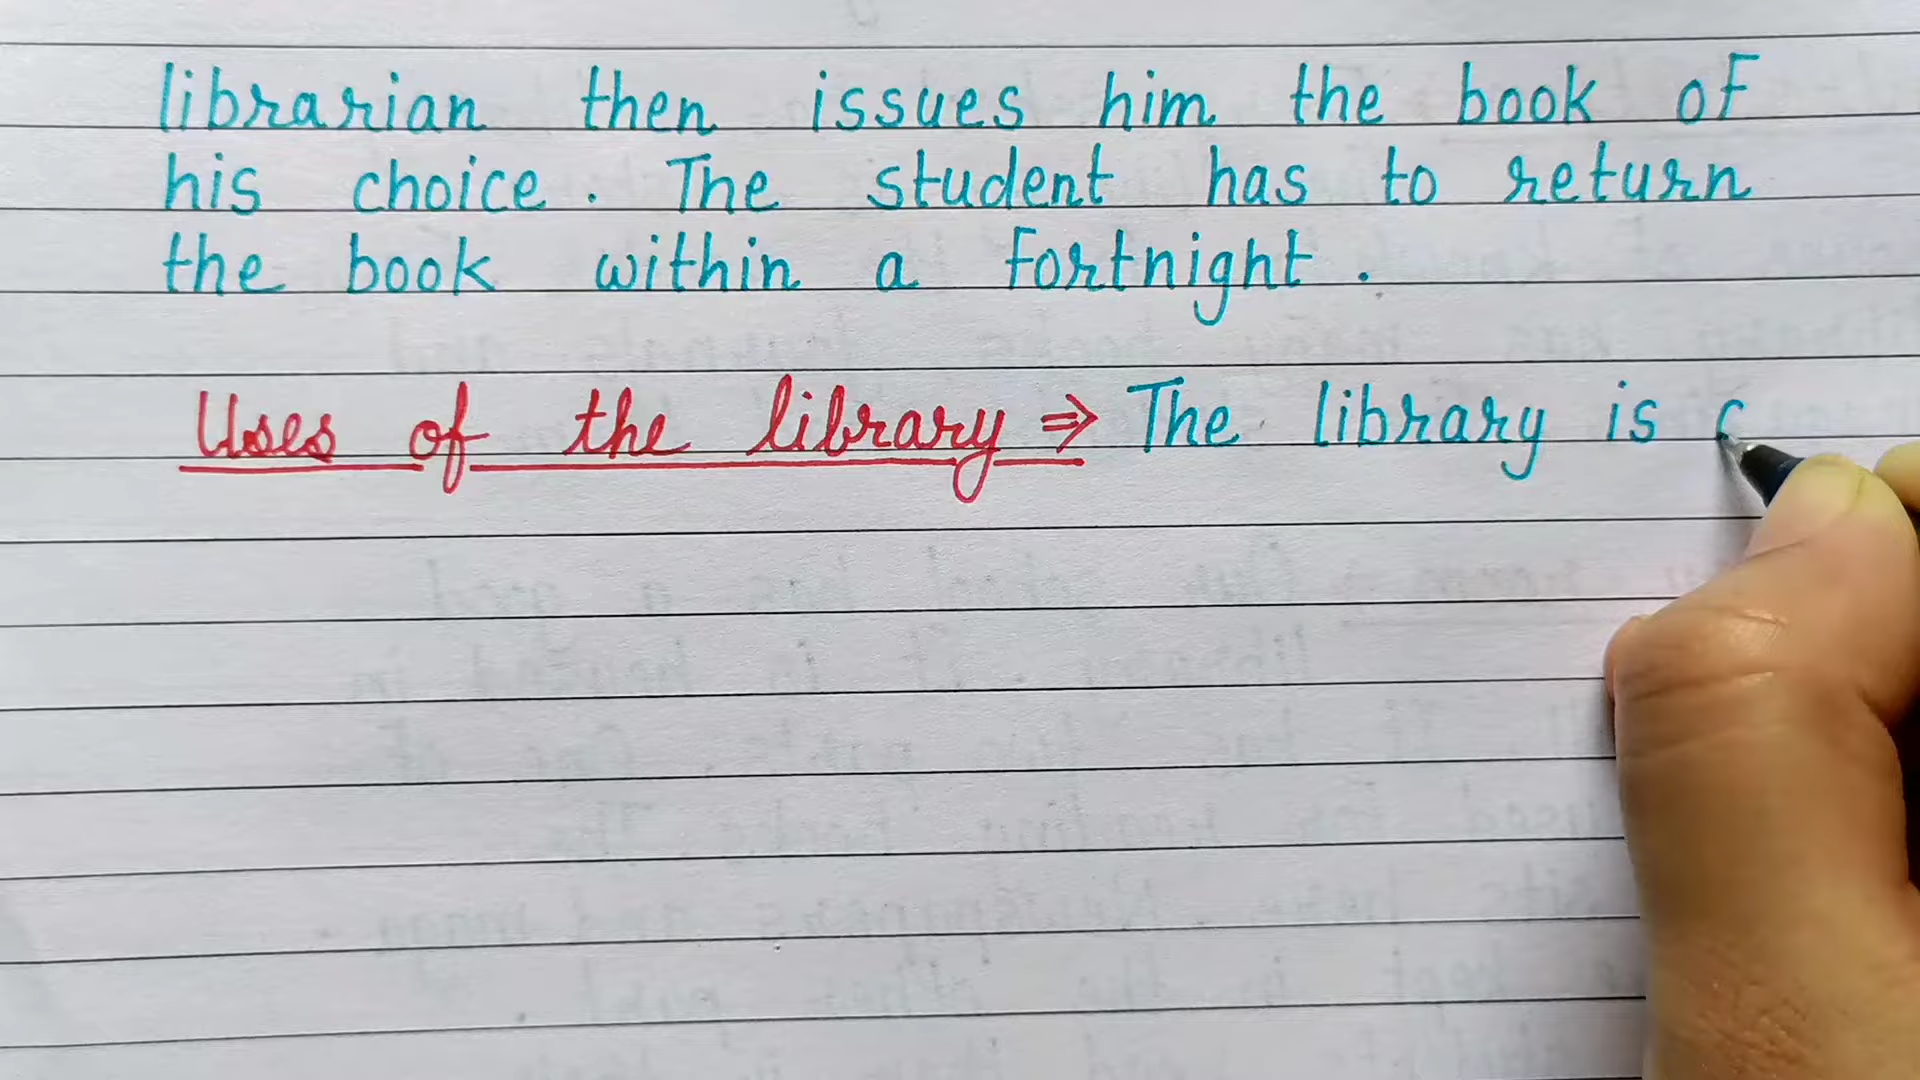 librarian then issues him the book of
his choice. The student has to return
the book within a fortnight.
Uses of the library ⇒ The library is